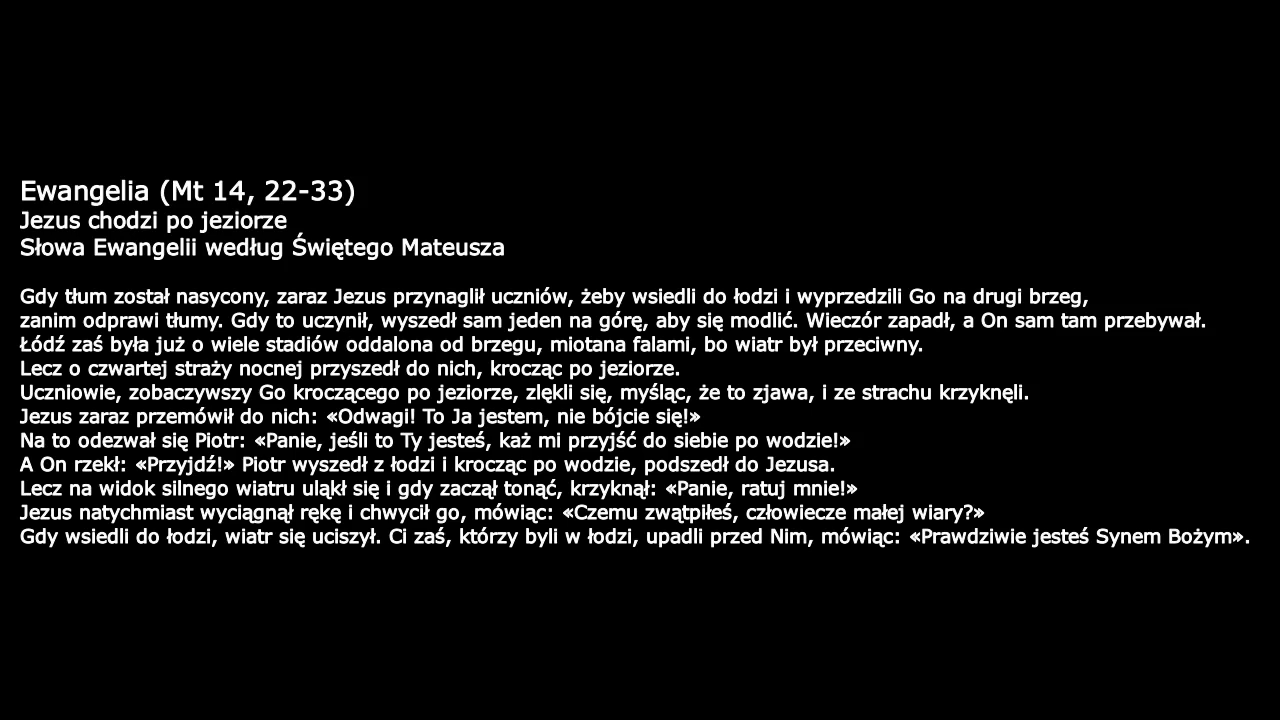 Ewangelia (Mt 14, 22-33)
Jezus chodzi po jeziorze
Słowa Ewangelii według Świętego Mateusza
Gdy tłum został nasycony, zaraz Jezus przynaglił uczniów, żeby wsiedli do łodzi i wyprzedzili Go na drugi brzeg,
zanim odprawi tłumy. Gdy to uczynił, wyszedł sam jeden na górę, aby się modlić. Wieczór zapadł, a On sam tam przebywał.
Łódź zaś była już o wiele stadiów oddalona od brzegu, miotana falami, bo wiatr był przeciwny.
Lecz o czwartej straży nocnej przyszedł do nich, krocząc po jeziorze.
Uczniowie, zobaczywszy Go kroczącego po jeziorze, zlękli się, myśląc, że to zjawa, i ze strachu krzyknęli.
Jezus zaraz przemówił do nich: «Odwagi! To Ja jestem, nie bójcie się!»
Na to odezwał się Piotr: «Panie, jeśli to Ty jesteś, każ mi przyjść do siebie po wodzie!»
A On rzekł: «Przyjdź!» Piotr wyszedł z łodzi i krocząc po wodzie, podszedł do Jezusa.
Lecz na widok silnego wiatru uląkł się i gdy zaczął tonąć, krzyknął: «Panie, ratuj mnie!»
Jezus natychmiast wyciągnął rękę i chwycił go, mówiąc: «Czemu zwątpiłeś, człowiecze małej wiary?»
Gdy wsiedli do łodzi, wiatr się uciszył. Ci zaś, którzy byli w łodzi, upadli przed Nim, mówiąc: «Prawdziwie jesteś Synem Bożym».